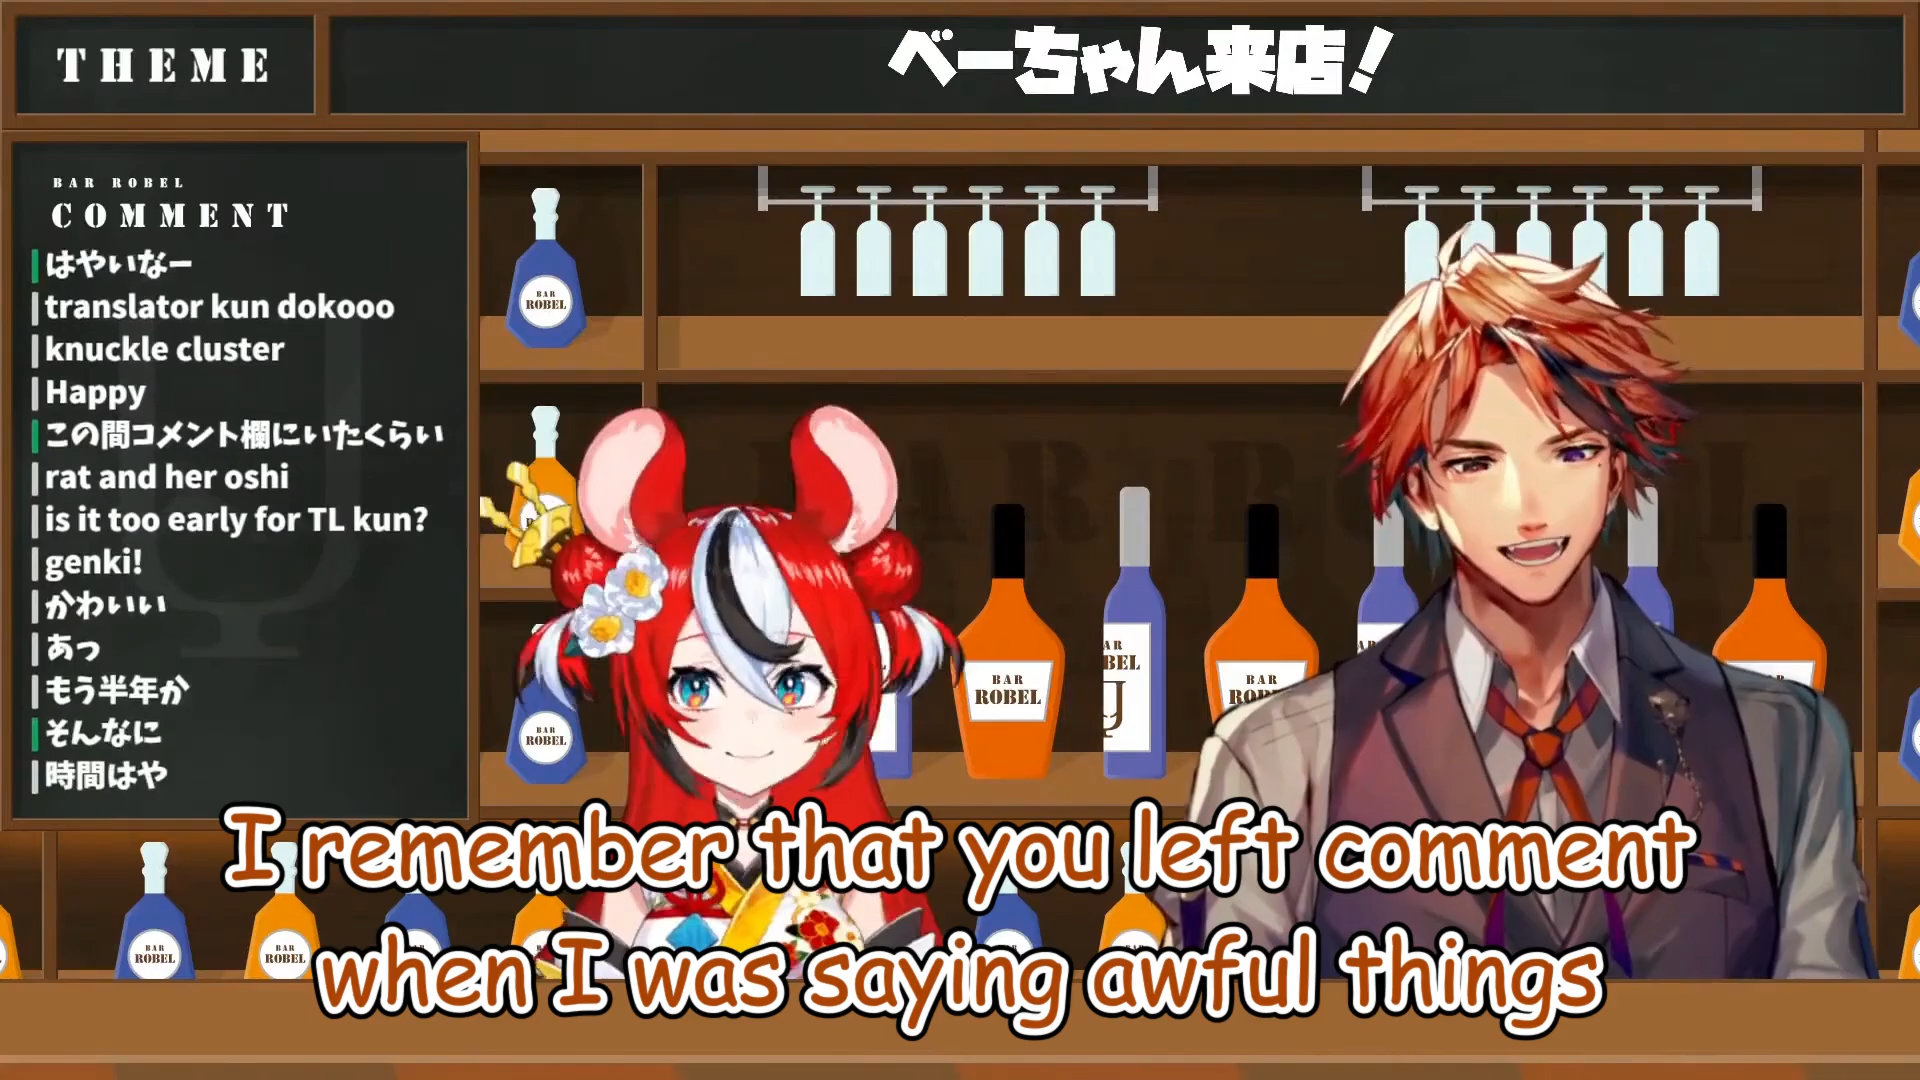 THEME
べーちゃん来店!
BAR ROBEL
COMMENT
はやいなー
translator kun dokooo
knuckle cluster
Happy
この間コメント欄にいたくらい
rat and her oshi
is it too early for TL kun?
genki!
かわいい
あっ
もう半年か
そんなに
時間はや
BAR
ROBEL
BAR ROBEL
BAR
ROBEL
BAR
ROBEL
BAR
ROBEL
BAR
ROBEL
I remember that you left comment
when I was saying awful things